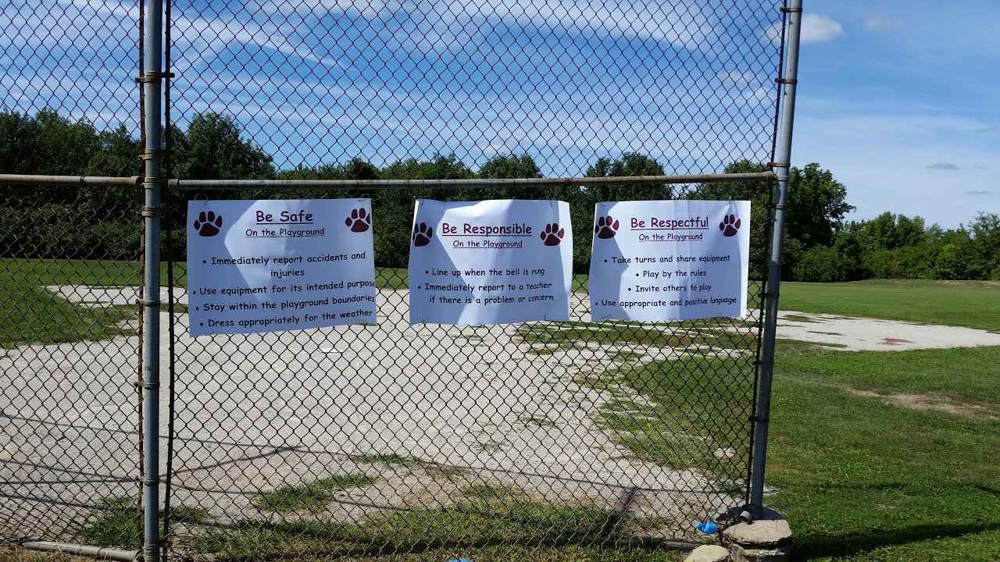 Be Safe
On the Playground
• Immediately report accidents and
injuries
• Use equipment for its intended purpose
• Stay within the playground boundaries
• Dress appropriately for the weather
Be Responsible
On the Playground
• Line up when the bell is rung
• Immediately report to a teacher
if there is a problem or concern
Be Respectful
On the Playground
• Take turns and share equipment
• Play by the rules
• Invite others to play
• Use appropriate and positive language